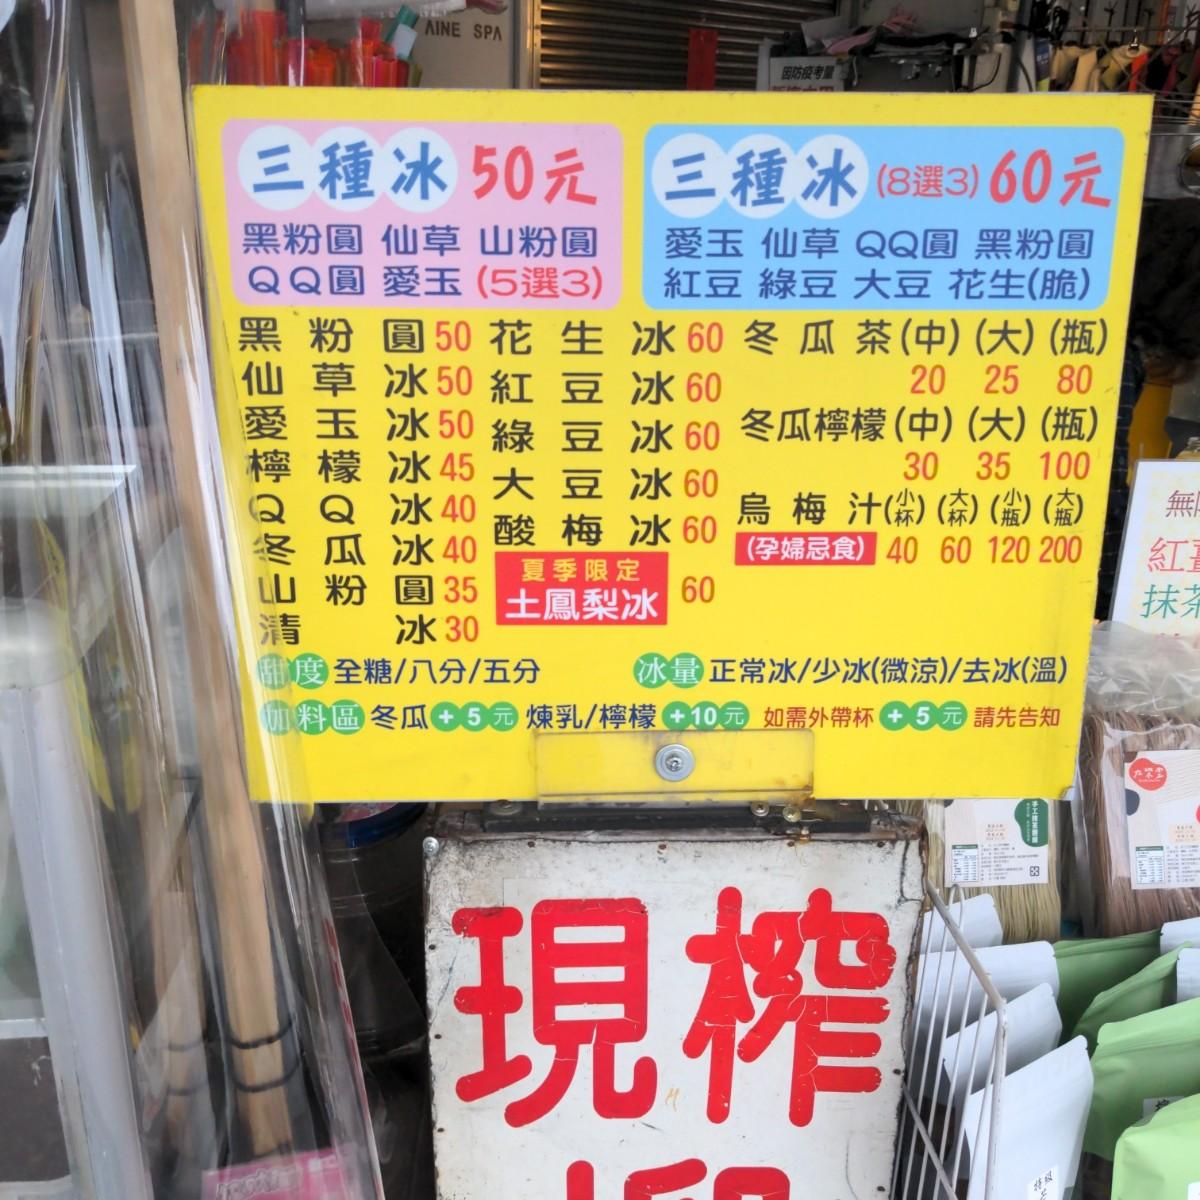 AINE SPA
因防疫考量
三種冰 50元
黑粉圓 仙草 山粉圓
QQ圓 愛玉 (5選3)
三種冰 (8選3) 60元
愛玉 仙草 QQ圓 黑粉圓
紅豆 綠豆 大豆 花生(脆)
黑粉圓 50
仙草冰 50
愛玉冰 50
檸檬冰 45
QQ冰 40
冬瓜冰 40
山粉圓 35
清冰 30
花生冰 60
紅豆冰 60
綠豆冰 60
大豆冰 60
酸梅冰 60
夏季限定
土鳳梨冰 60
冬瓜茶(中) (大) (瓶)
20 25 80
冬瓜檸檬(中) (大) (瓶)
30 35 100
烏梅汁(小杯) (大杯) (小瓶) (大瓶)
(孕婦忌食) 40 60 120 200
甜度 全糖/八分/五分
冰量 正常冰/少冰(微涼)/去冰(溫)
加料區 冬瓜+5元 煉乳/檸檬+10元 如需外帶杯+5元 請先告知
現榨
紅
抹茶
特級